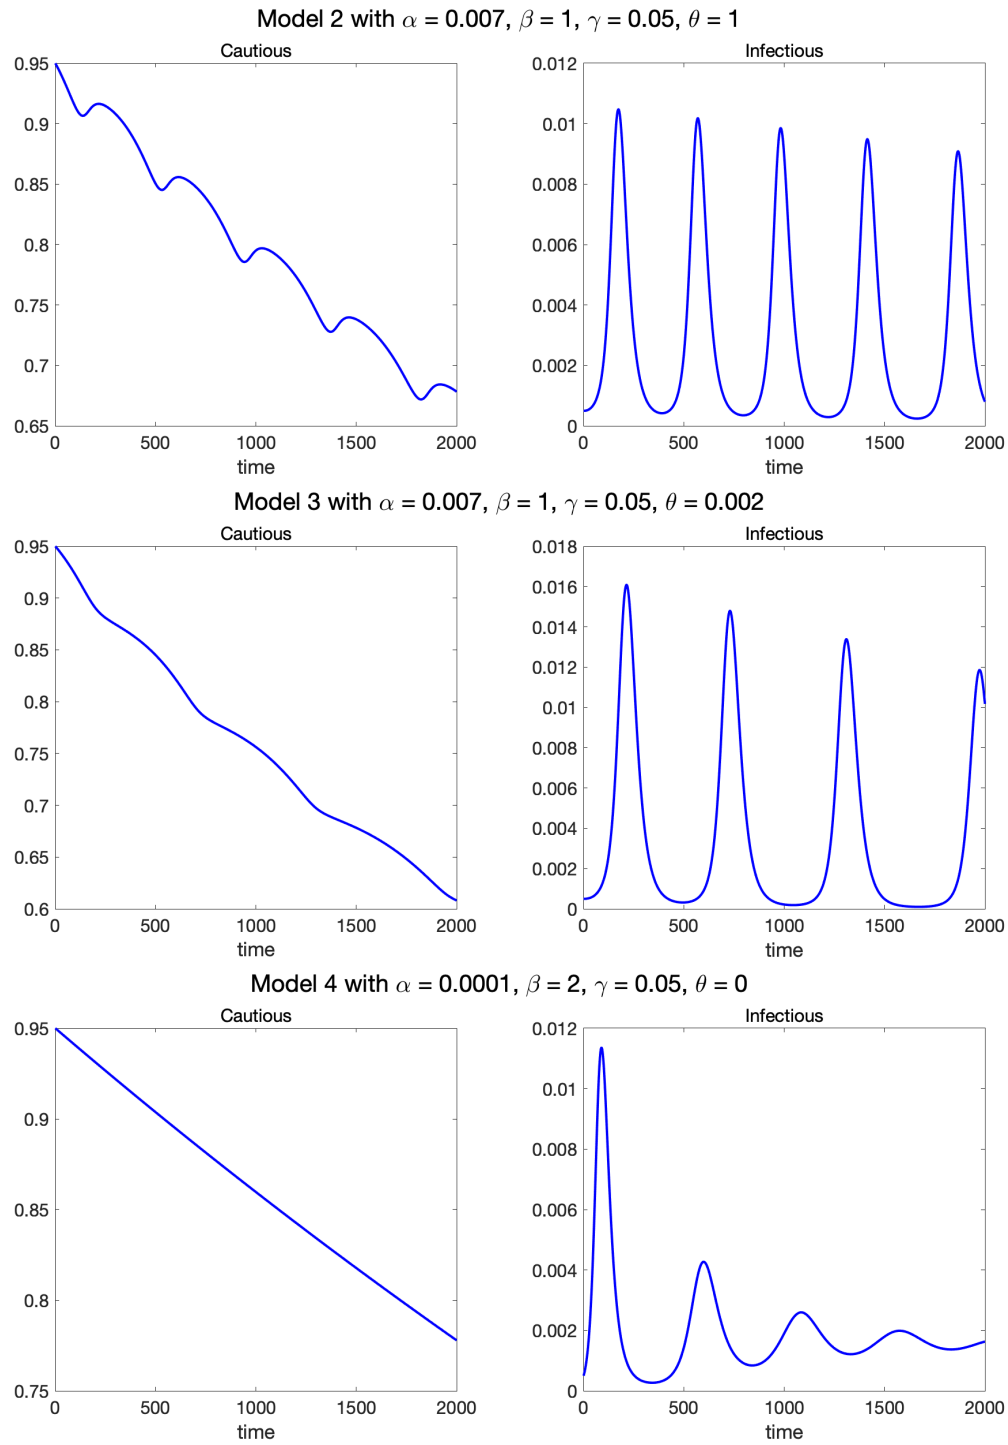 Model 2 with α = 0.007, β = 1, γ = 0.05, θ = 1
Cautious
0.95
0.9
0.85
0.8
0.75
0.7
0.65
0 500 1000 1500 2000
time
Infectious
0.012
0.01
0.008
0.006
0.004
0.002
0
0 500 1000 1500 2000
time
Model 3 with α = 0.007, β = 1, γ = 0.05, θ = 0.002
Cautious
0.95
0.9
0.85
0.8
0.75
0.7
0.65
0.6
0 500 1000 1500 2000
time
Infectious
0.018
0.016
0.014
0.012
0.01
0.008
0.006
0.004
0.002
0
0 500 1000 1500 2000
time
Model 4 with α = 0.0001, β = 2, γ = 0.05, θ = 0
Cautious
0.95
0.9
0.85
0.8
0.75
0 500 1000 1500 2000
time
Infectious
0.012
0.01
0.008
0.006
0.004
0.002
0
0 500 1000 1500 2000
time